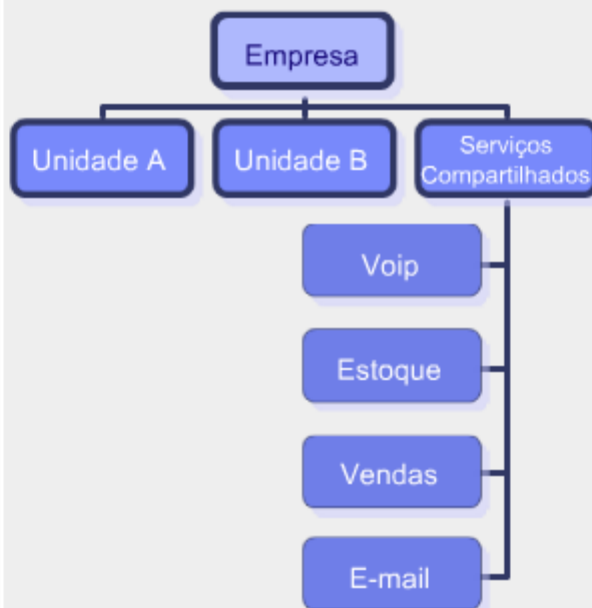 Empresa
Unidade A
Unidade B
Serviços
Compartilhados
Voip
Estoque
Vendas
E-mail